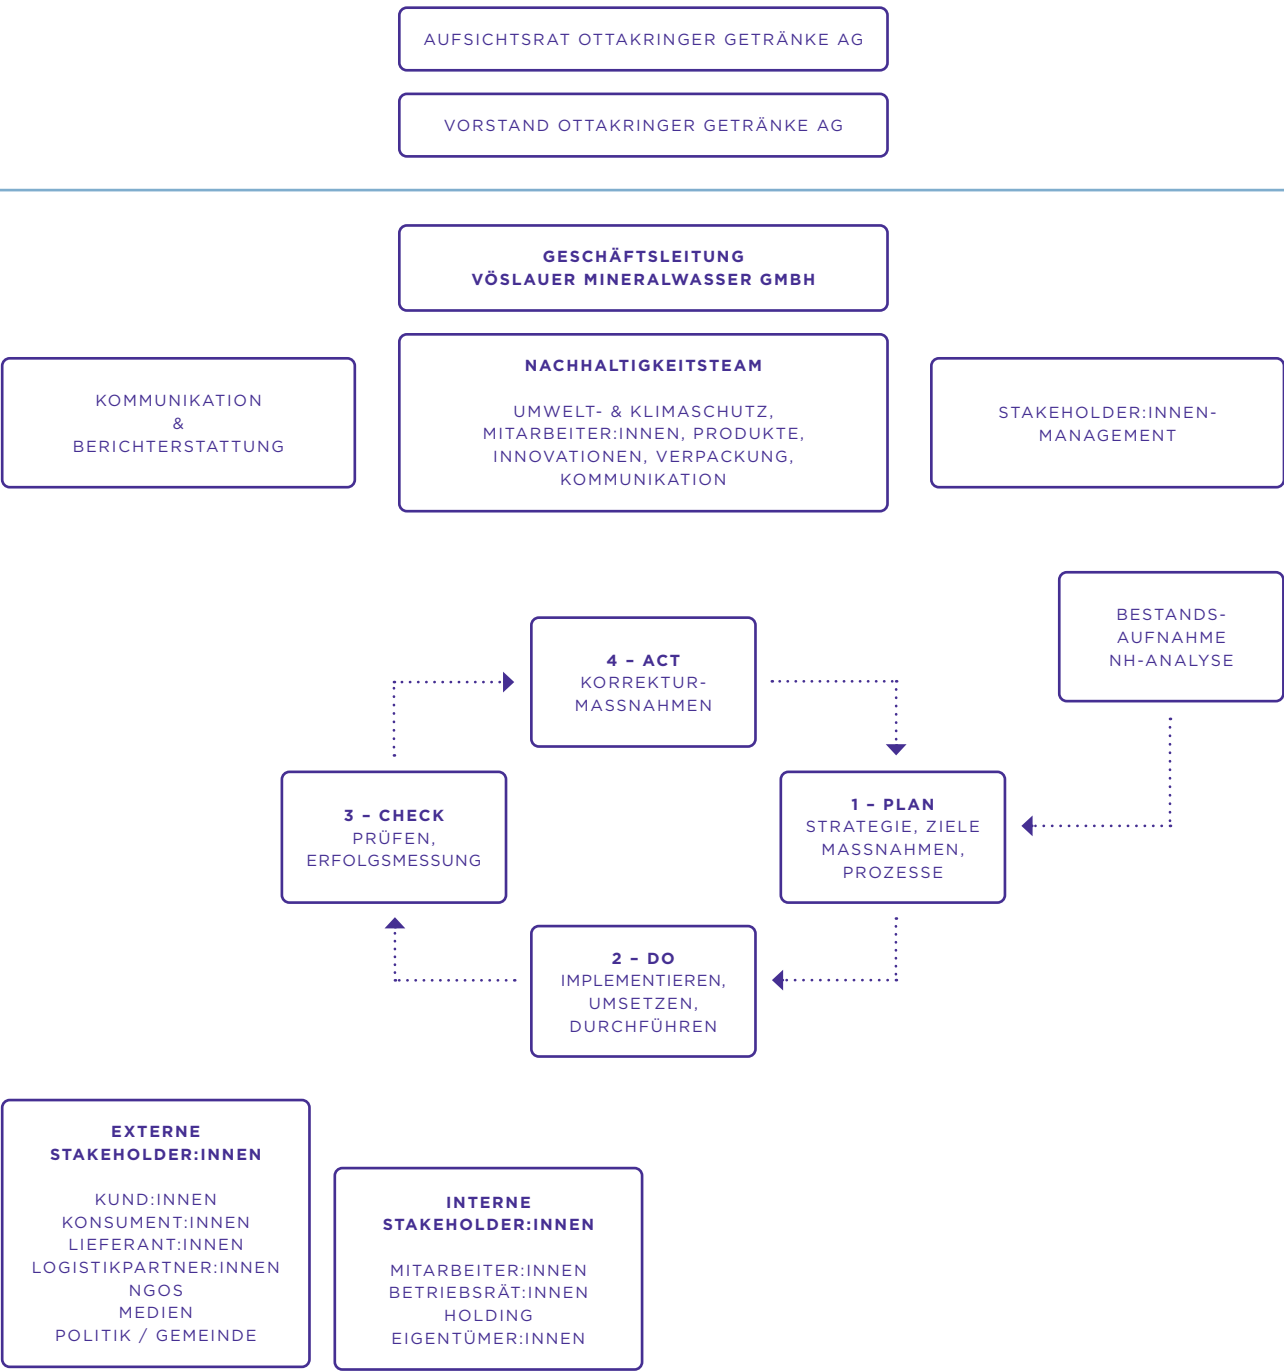 AUFSICHTSRAT OTTAKRINGER GETRÄNKE AG
VORSTAND OTTAKRINGER GETRÄNKE AG
GESCHÄFTSLEITUNG
VÖSLAUER MINERALWASSER GMBH
KOMMUNIKATION
&
BERICHTERSTATTUNG
NACHHALTIGKEITSTEAM
UMWELT- & KLIMASCHUTZ,
MITARBEITER:INNEN, PRODUKTE,
INNOVATIONEN, VERPACKUNG,
KOMMUNIKATION
STAKEHOLDER:INNEN-
MANAGEMENT
BESTANDS-
AUFNAHME
NH-ANALYSE
4 – ACT
KORREKTUR-
MASSNAHMEN
3 – CHECK
PRÜFEN,
ERFOLGSMESSUNG
1 – PLAN
STRATEGIE, ZIELE
MASSNAHMEN,
PROZESSE
2 – DO
IMPLEMENTIEREN,
UMSETZEN,
DURCHFÜHREN
EXTERNE
STAKEHOLDER:INNEN
KUND:INNEN
KONSUMENT:INNEN
LIEFERANT:INNEN
LOGISTIKPARTNER:INNEN
NGOS
MEDIEN
POLITIK / GEMEINDE
INTERNE
STAKEHOLDER:INNEN
MITARBEITER:INNEN
BETRIEBSRÄT:INNEN
HOLDING
EIGENTÜMER:INNEN